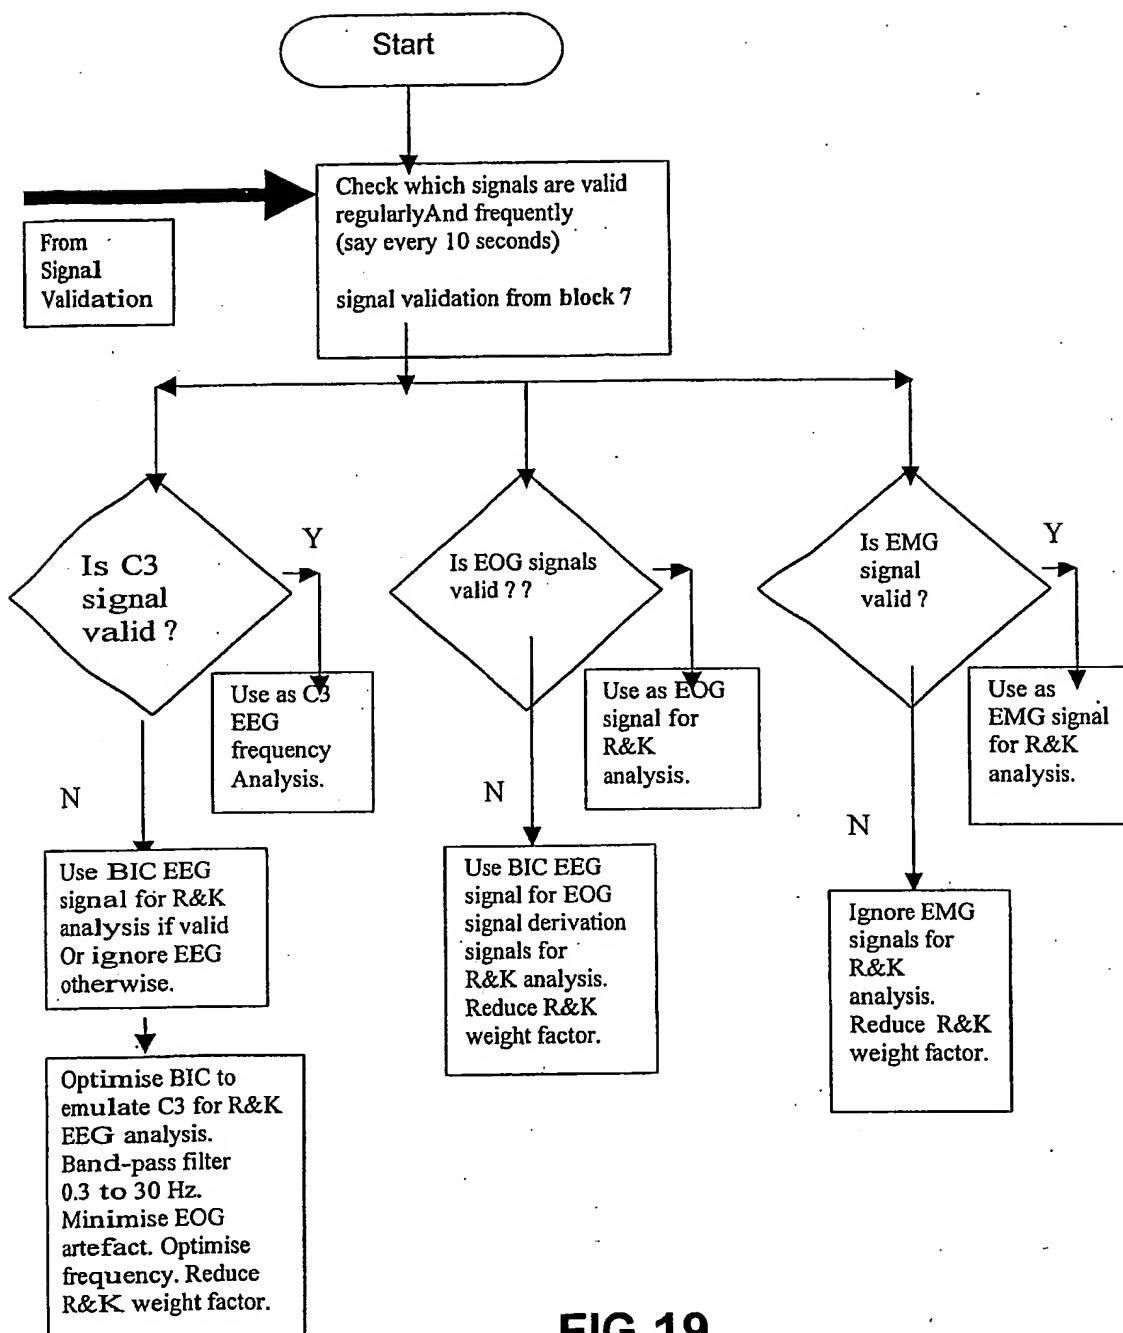 Start
Check which signals are valid
regularlyAnd frequently
(say every 10 seconds)
signal validation from block 7
From
Signal
Validation
Is C3
signal
valid ?
Y
Use as C3
EEG
frequency
Analysis.
N
Use BIC EEG
signal for R&K
analysis if valid
Or ignore EEG
otherwise.
Optimise BIC to
emulate C3 for R&K
EEG analysis.
Band-pass filter
0.3 to 30 Hz.
Minimise EOG
artefact. Optimise
frequency. Reduce
R&K weight factor.
Is EOG signals
valid ? ?
Use as EOG
signal for
R&K
analysis.
N
Use BIC EEG
signal for EOG
signal derivation
signals for
R&K analysis.
Reduce R&K
weight factor.
Is EMG
signal
valid ?
Y
Use as
EMG signal
for R&K
analysis.
N
Ignore EMG
signals for
R&K
analysis.
Reduce R&K
weight factor.
FIG 19